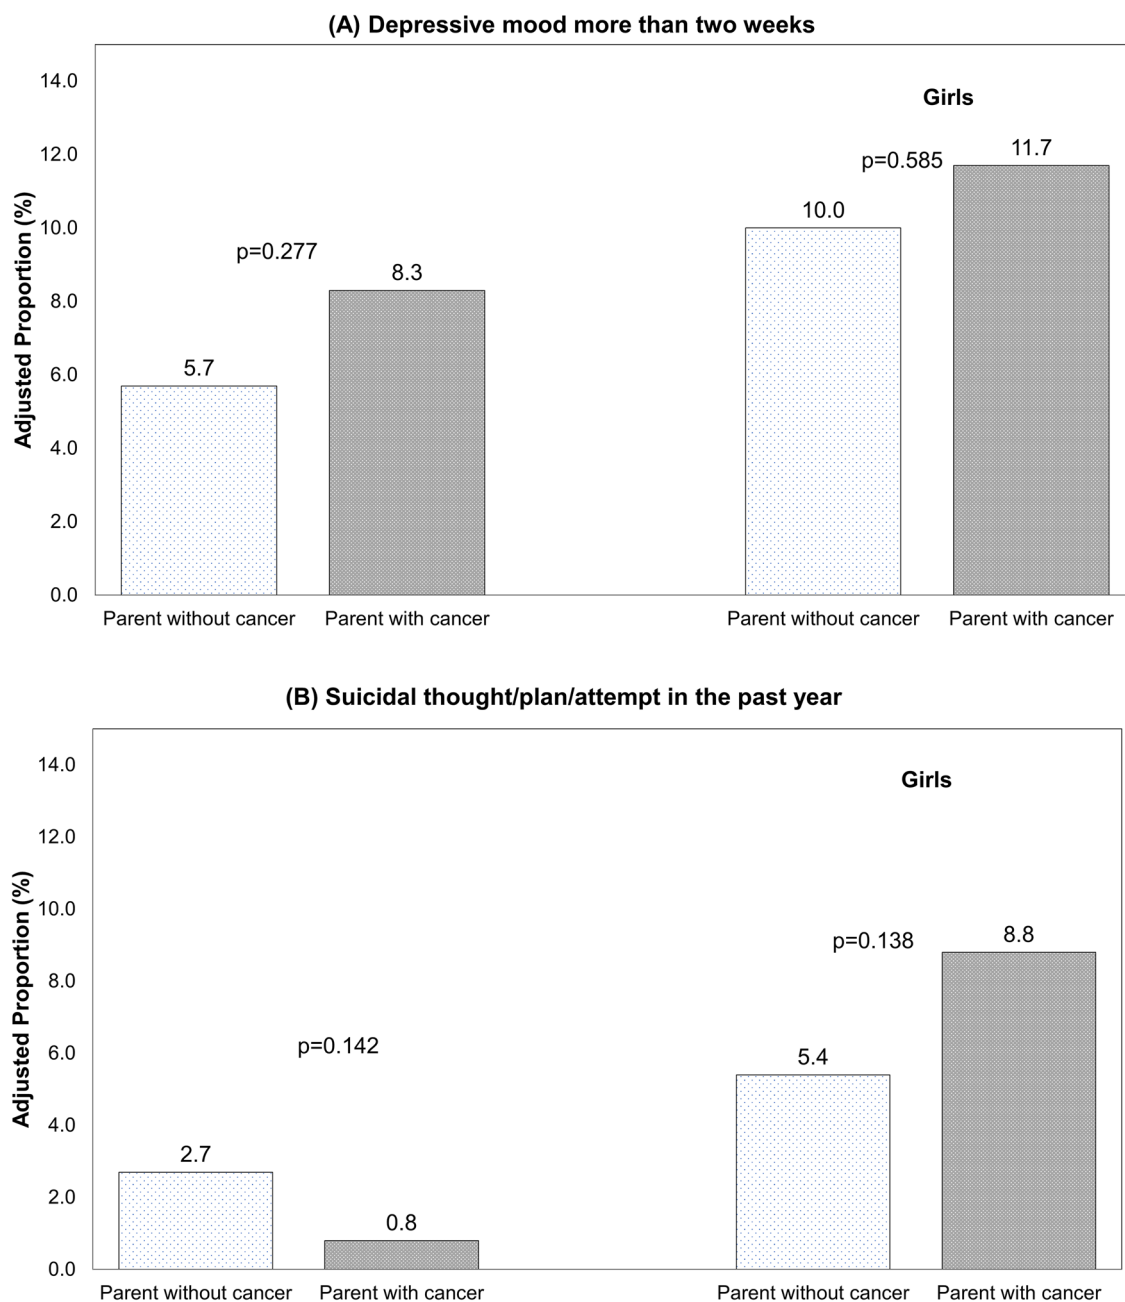 (A) Depressive mood more than two weeks
Adjusted Proportion (%)
14.0
12.0
10.0
8.0
6.0
4.0
2.0
0.0
Girls
p=0.277
p=0.585
5.7
8.3
10.0
11.7
Parent without cancer
Parent with cancer
Parent without cancer
Parent with cancer
(B) Suicidal thought/plan/attempt in the past year
Adjusted Proportion (%)
14.0
12.0
10.0
8.0
6.0
4.0
2.0
0.0
Girls
p=0.142
p=0.138
2.7
0.8
5.4
8.8
Parent without cancer
Parent with cancer
Parent without cancer
Parent with cancer